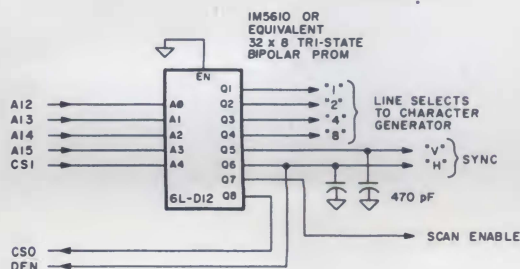 IM5610 OR
EQUIVALENT
32 x 8 TRI-STATE
BIPOLAR PROM
EN
A12
A13
A14
A15
CS1
A0
A1
A2
A3
A4
6L-D12
Q1
Q2
Q3
Q4
Q5
Q6
Q7
Q8
"1"
"2"
"4"
"8"
LINE SELECTS
TO CHARACTER
GENERATOR
"V"
"H"
SYNC
470 pF
SCAN ENABLE
CSO
DEN